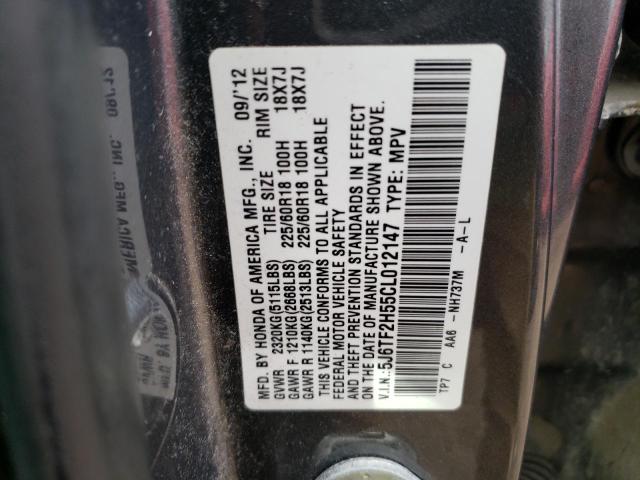 MFD. BY HONDA OF AMERICA MFG., INC. 09/'12
TIRE SIZE RIM SIZE
GVWR 2320KG(5115LBS)
GAWR F 1210KG(2668LBS) 225/60R18 100H 18X7J
GAWR R 1140KG(2513LBS) 225/60R18 100H 18X7J
THIS VEHICLE CONFORMS TO ALL APPLICABLE
FEDERAL MOTOR VEHICLE SAFETY
AND THEFT PREVENTION STANDARDS IN EFFECT
ON THE DATE OF MANUFACTURE SHOWN ABOVE.
V.I.N.:5J6TF2H55CL012147 TYPE: MPV
TP7 C AA6 -NH737M -A-L